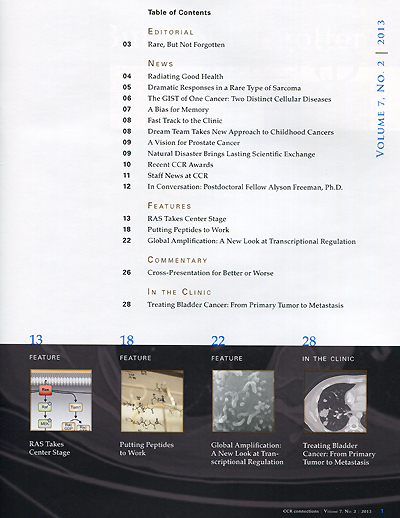 Table of Contents
EDITORIAL
03 Rare, But Not Forgotten
NEWS
04 Radiating Good Health
05 Dramatic Responses in a Rare Type of Sarcoma
06 The GIST of One Cancer: Two Distinct Cellular Diseases
07 A Bias for Memory
08 Fast Track to the Clinic
08 Dream Team Takes New Approach to Childhood Cancers
09 A Vision for Prostate Cancer
09 Natural Disaster Brings Lasting Scientific Exchange
10 Recent CCR Awards
11 Staff News at CCR
12 In Conversation: Postdoctoral Fellow Alyson Freeman, Ph.D.
FEATURES
13 RAS Takes Center Stage
18 Putting Peptides to Work
22 Global Amplification: A New Look at Transcriptional Regulation
COMMENTARY
26 Cross-Presentation for Better or Worse
IN THE CLINIC
28 Treating Bladder Cancer: From Primary Tumor to Metastasis
VOLUME 7, NO. 2 | 2013
13
FEATURE
Ras
Raf
Tiam1
MEK
RAS Takes
Center Stage
18
FEATURE
Putting Peptides
to Work
22
FEATURE
Global Amplification:
A New Look at Tran-
scriptional Regulation
28
IN THE CLINIC
Treating Bladder
Cancer: From Primary
Tumor to Metastasis
CCR connections | VOLUME 7, NO. 2 | 2013 1